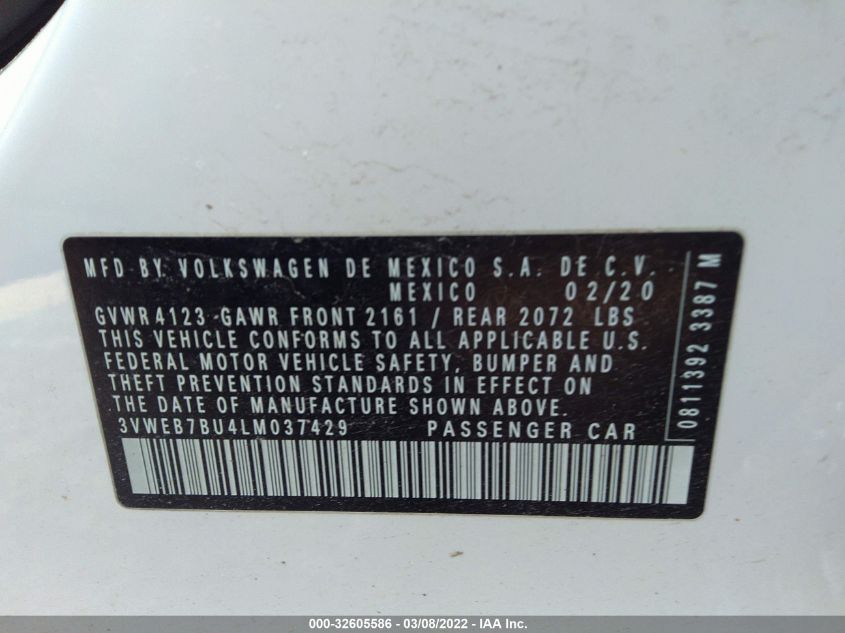 MFD BY VOLKSWAGEN DE MEXICO S.A. DE C.V.
MEXICO 02/20
GVWR 4123 GAWR FRONT 2161 / REAR 2072 LBS
THIS VEHICLE CONFORMS TO ALL APPLICABLE U.S.
FEDERAL MOTOR VEHICLE SAFETY, BUMPER AND
THEFT PREVENTION STANDARDS IN EFFECT ON
THE DATE OF MANUFACTURE SHOWN ABOVE.
3VWEB7BU4LM037429 PASSENGER CAR
0811392 3387 M
000-32605586 - 03/08/2022 - IAA Inc.